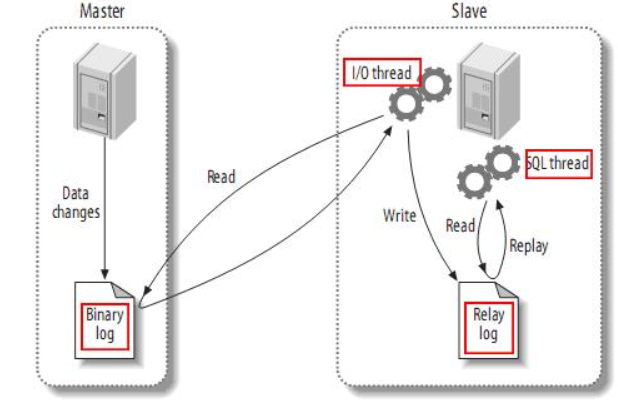 Master
Slave
I/O thread
SQL thread
Read
Data
changes
Write
Read
Replay
Binary
log
Relay
log